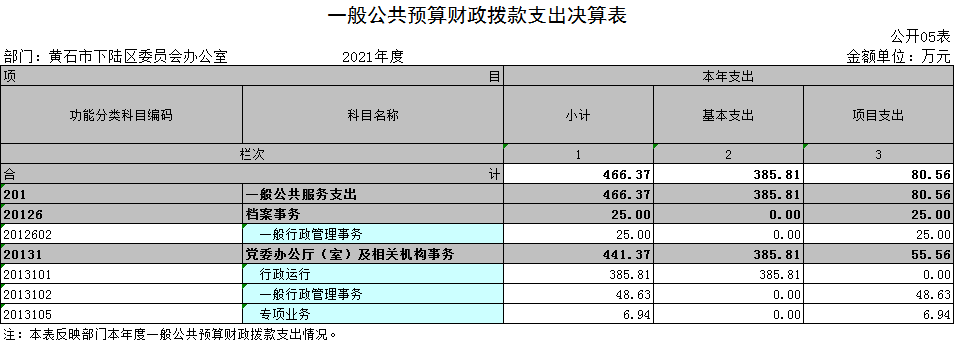 一般公共预算财政拨款支出决算表
公开05表
部门：黄石市下陆区委员会办公室 2021年度 金额单位：万元
项 目 本年支出
功能分类科目编码 科目名称 小计 基本支出 项目支出
栏次 1 2 3
合 计 466.37 385.81 80.56
201 一般公共服务支出 466.37 385.81 80.56
20126 档案事务 25.00 0.00 25.00
2012602 一般行政管理事务 25.00 0.00 25.00
20131 党委办公厅（室）及相关机构事务 441.37 385.81 55.56
2013101 行政运行 385.81 385.81 0.00
2013102 一般行政管理事务 48.63 0.00 48.63
2013105 专项业务 6.94 0.00 6.94
注：本表反映部门本年度一般公共预算财政拨款支出情况。